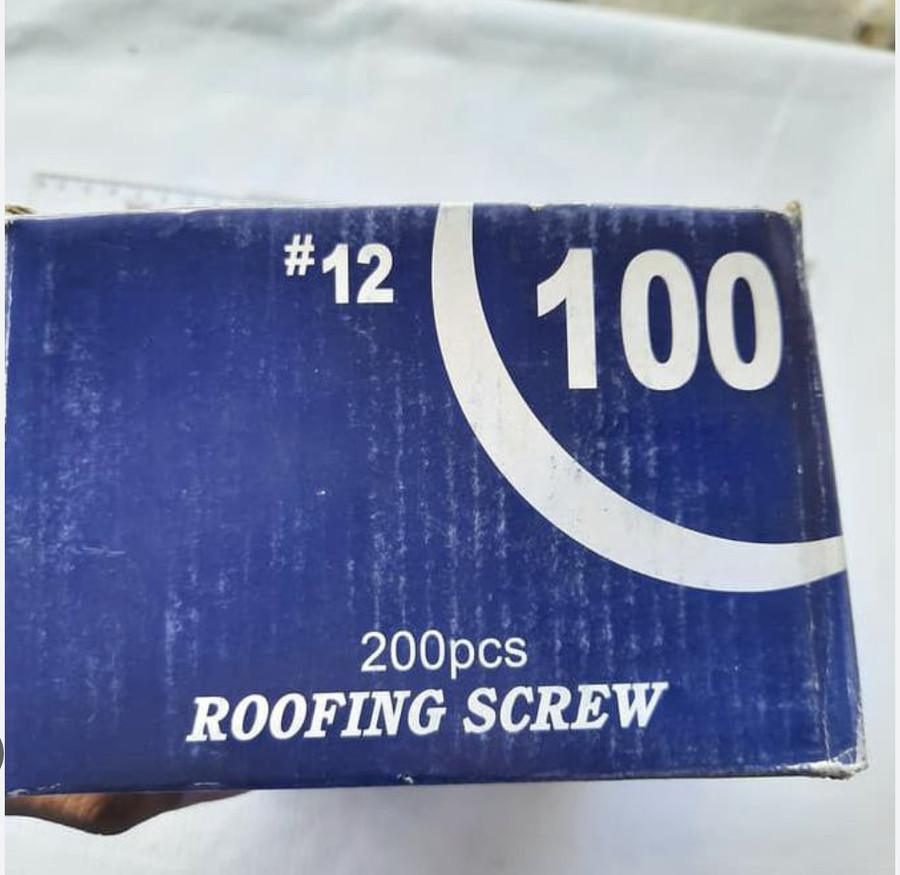 #12
100
200pcs
ROOFING SCREW